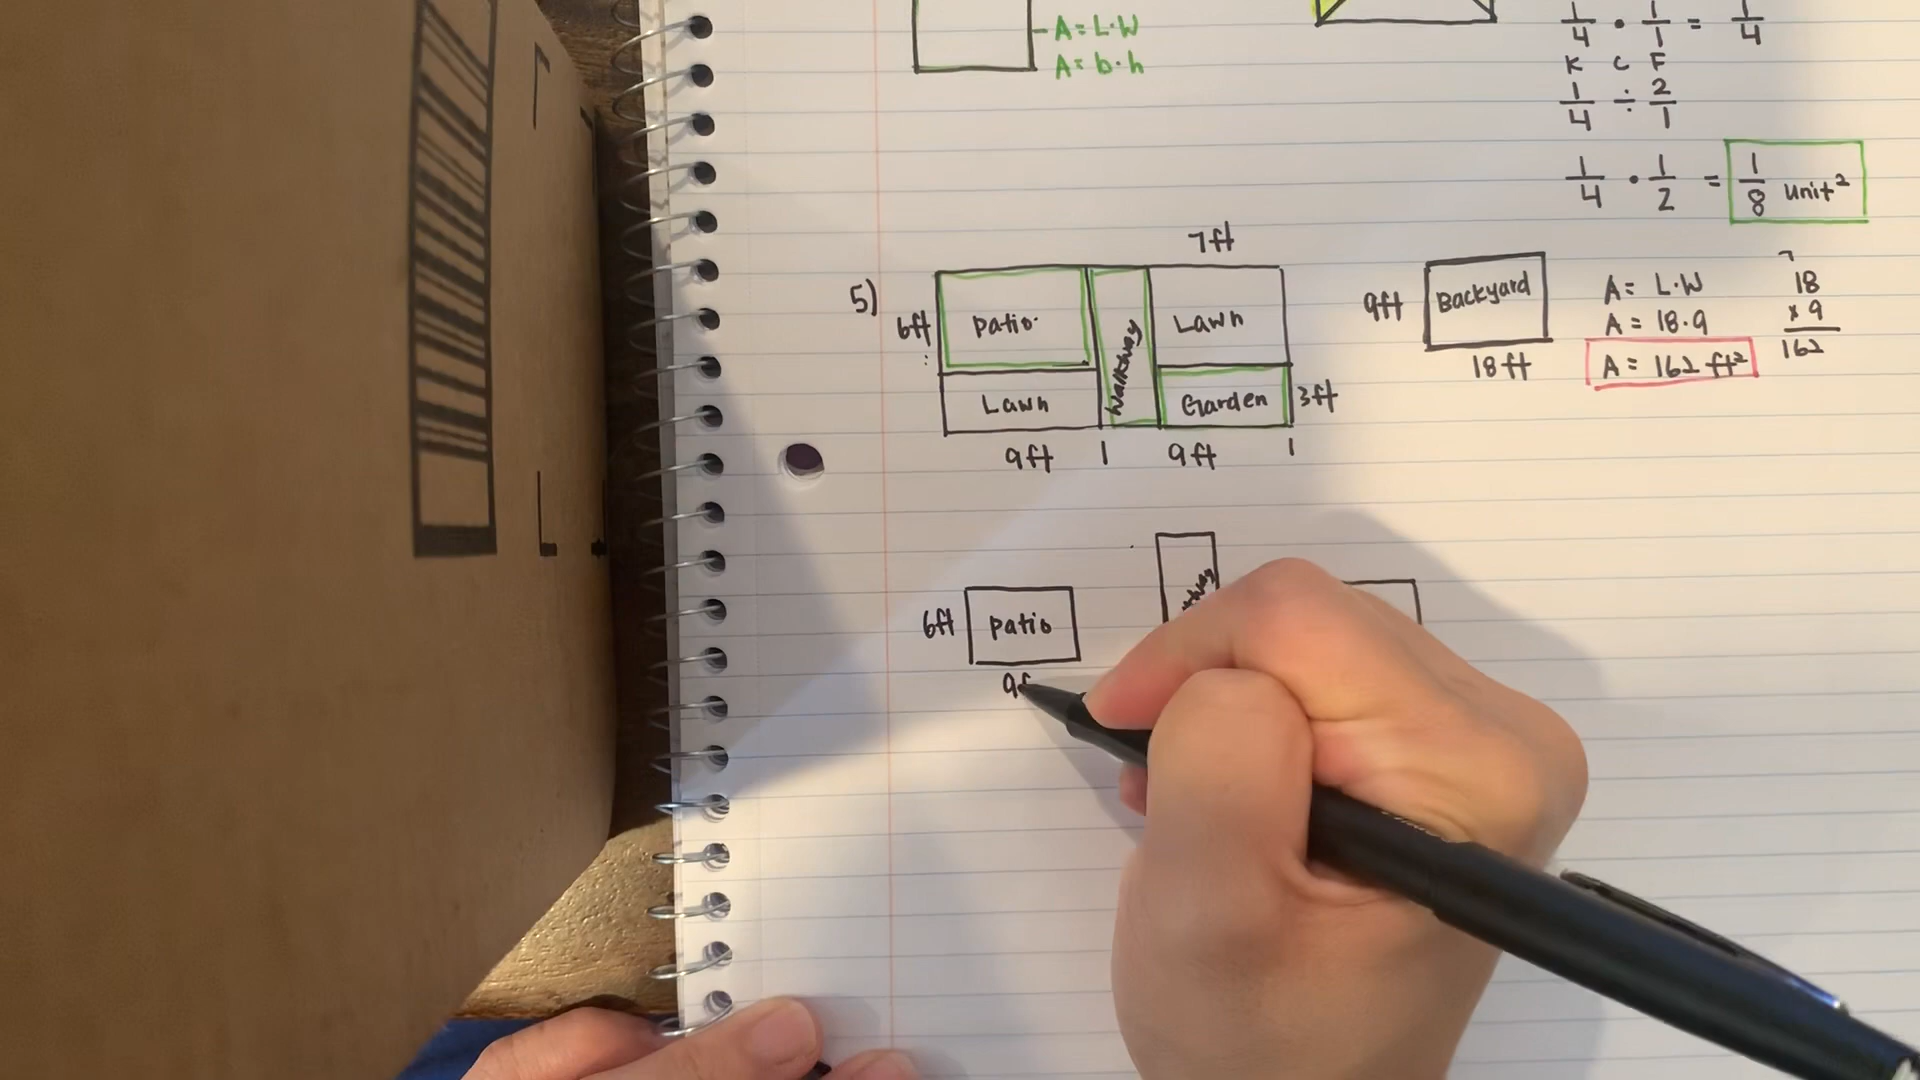 A = L·W
A = b·h
1/4 · 1/1 = 1/4
K C F
1/4 ÷ 2/1
1/4 · 1/2 = 1/8 unit²
7ft
5)
6ft
Patio
Walkway
Lawn
Lawn
Garden
3ft
9ft 1 9ft 1
9ft
Backyard
18ft
A = L·W
A = 18·9
A = 162 ft²
7
18
x 9
162
6ft
patio
9f